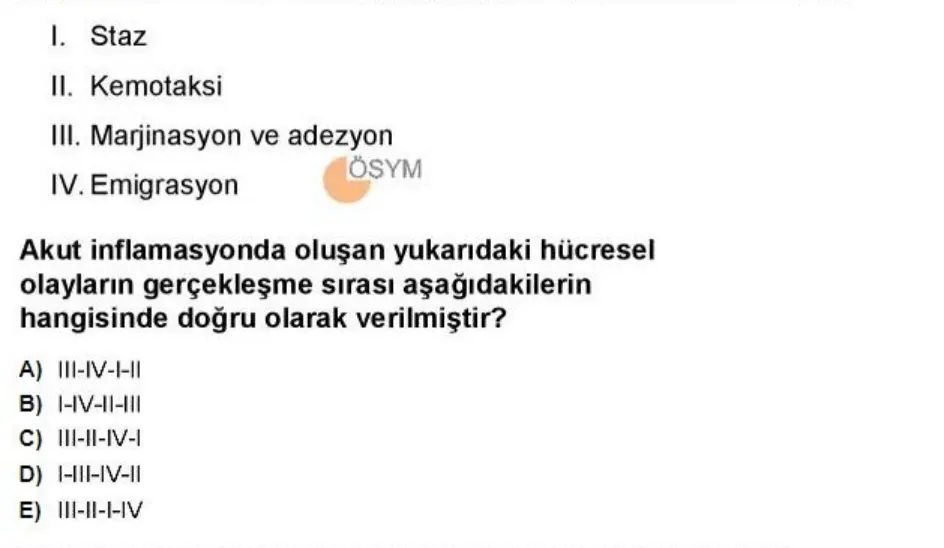 I. Staz
II. Kemotaksi
III. Marjinasyon ve adezyon
ÖSYM
IV. Emigrasyon
Akut inflamasyonda oluşan yukarıdaki hücresel
olayların gerçekleşme sırası aşağıdakilerin
hangisinde doğru olarak verilmiştir?
A) III-IV-I-II
B) I-IV-II-III
C) III-II-IV-I
D) I-III-IV-II
E) III-II-I-IV